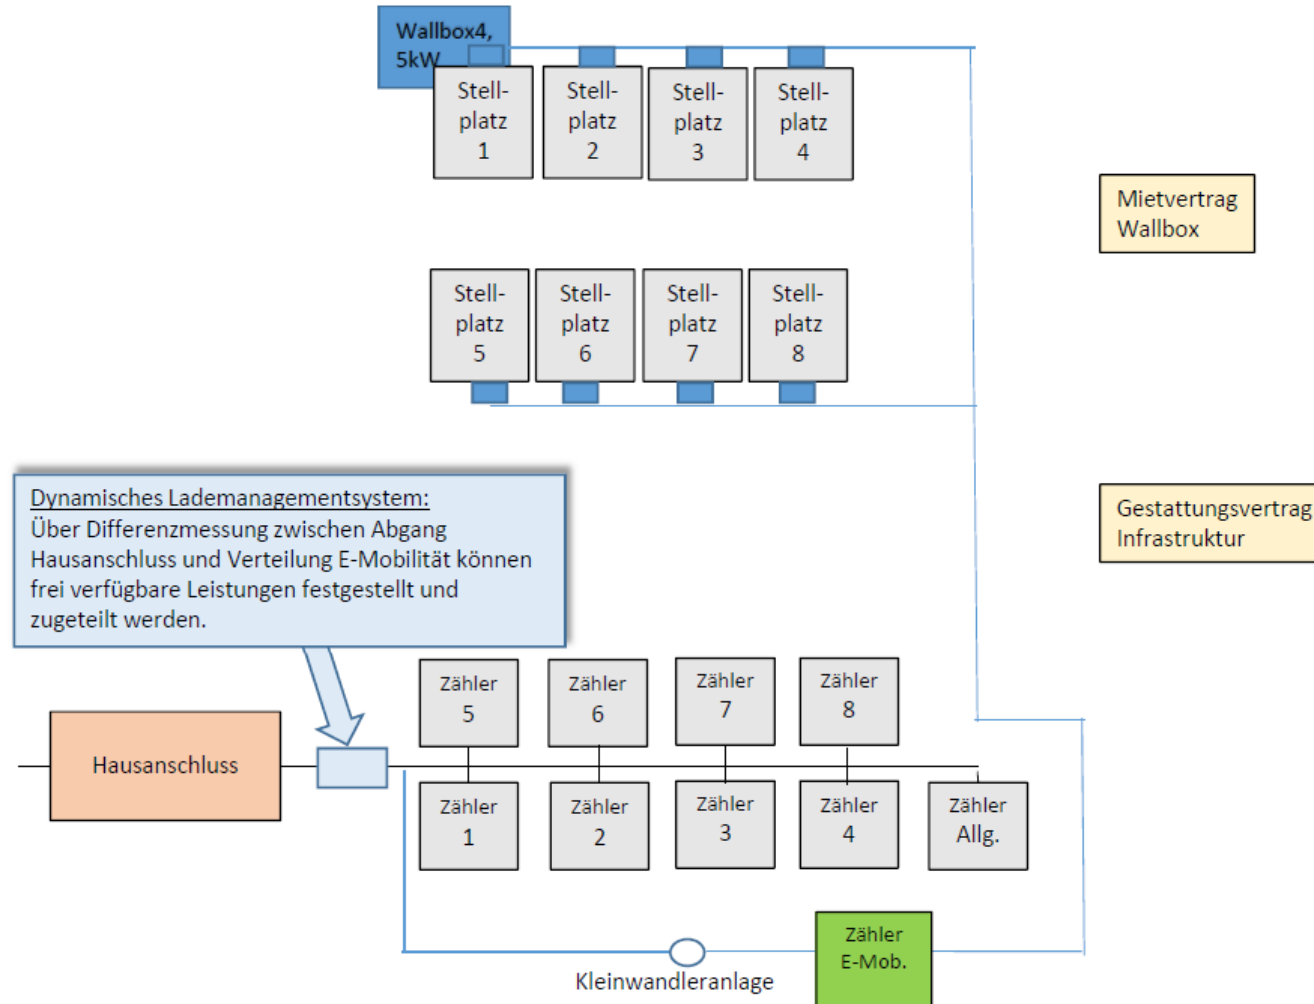 Wallbox4,
5kW
Stell-
platz
1
Stell-
platz
2
Stell-
platz
3
Stell-
platz
4
Mietvertrag
Wallbox
Stell-
platz
5
Stell-
platz
6
Stell-
platz
7
Stell-
platz
8
Dynamisches Lademanagementsystem:
Über Differenzmessung zwischen Abgang
Hausanschluss und Verteilung E-Mobilität können
frei verfügbare Leistungen festgestellt und
zugeteilt werden.
Gestattungsvertrag
Infrastruktur
Zähler
5
Zähler
6
Zähler
7
Zähler
8
Hausanschluss
Zähler
1
Zähler
2
Zähler
3
Zähler
4
Zähler
Allg.
Kleinwandleranlage
Zähler
E-Mob.